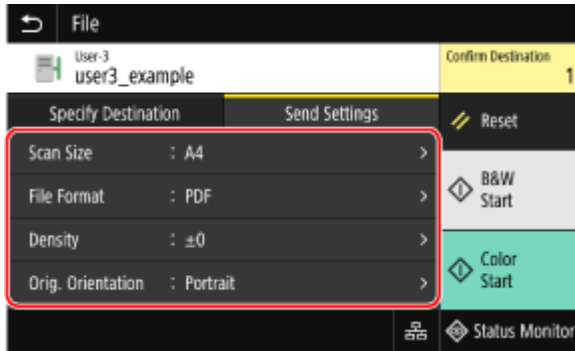 File
User-3
user3_example
Confirm Destination
1
Specify Destination
Send Settings
Reset
Scan Size : A4
File Format : PDF
Density : ±0
Orig. Orientation : Portrait
B&W
Start
Color
Start
Status Monitor